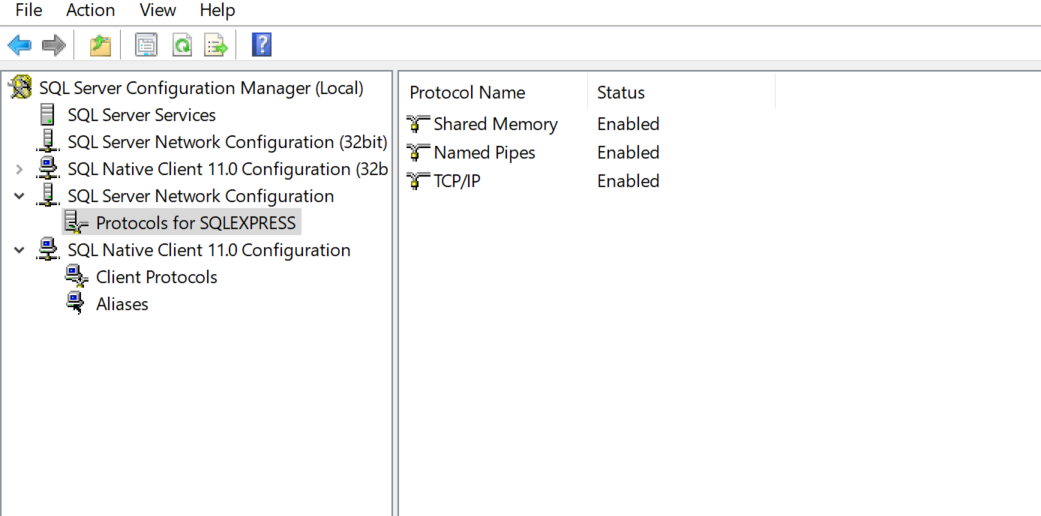 File Action View Help
SQL Server Configuration Manager (Local)
SQL Server Services
SQL Server Network Configuration (32bit)
SQL Native Client 11.0 Configuration (32b
SQL Server Network Configuration
Protocols for SQLEXPRESS
SQL Native Client 11.0 Configuration
Client Protocols
Aliases
Protocol Name Status
Shared Memory Enabled
Named Pipes Enabled
TCP/IP Enabled